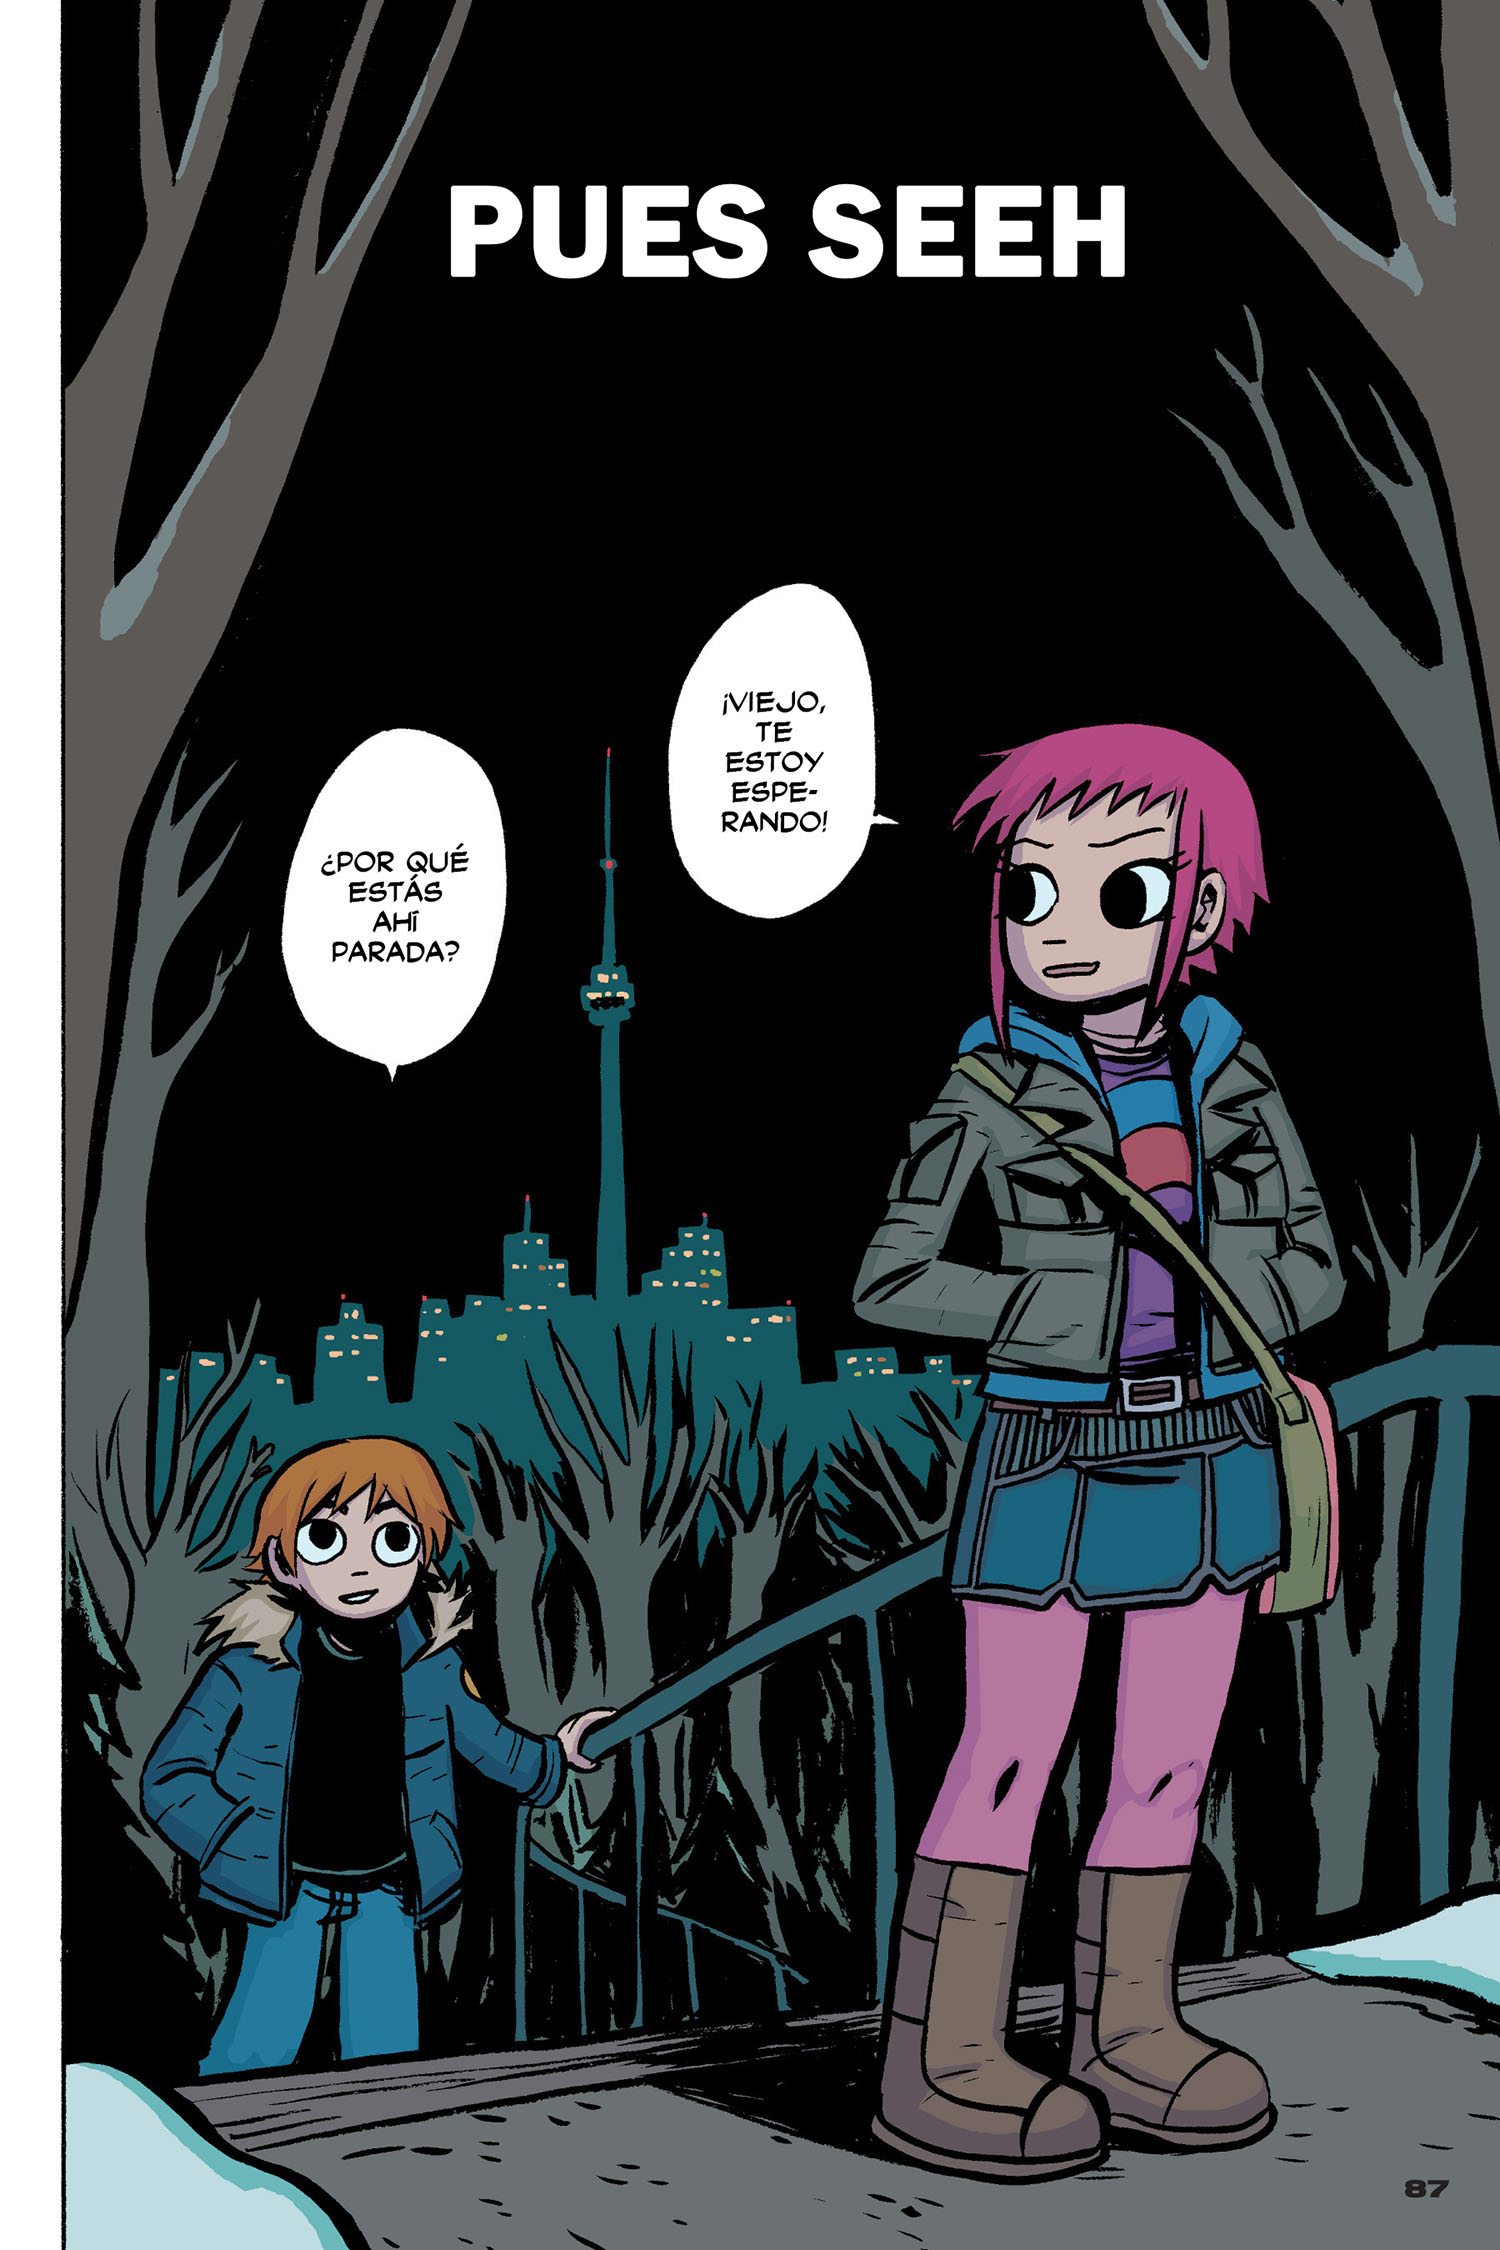 PUES SEEH
¿POR QUÉ
ESTÁS
AHÍ
PARADA?
¡VIEJO,
TE
ESTOY
ESPE-
RANDO!
87